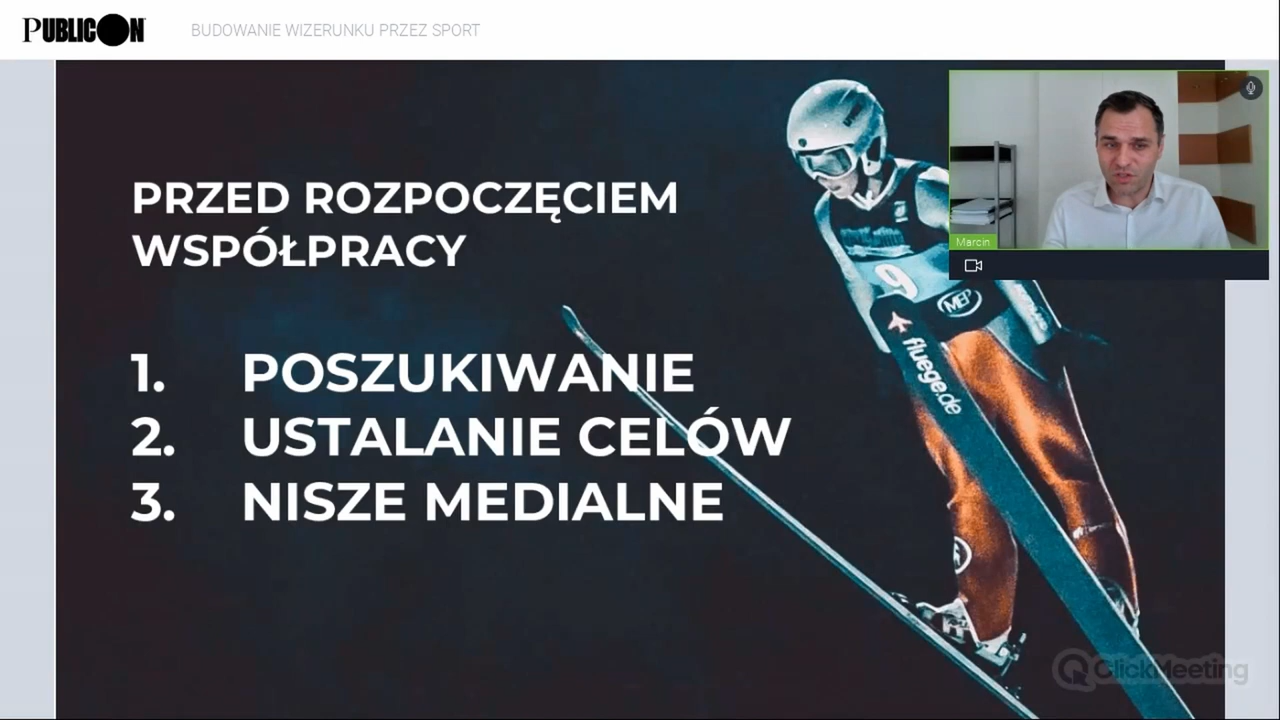 PUBLICON
BUDOWANIE WIZERUNKU PRZEZ SPORT
PRZED ROZPOCZĘCIEM
WSPÓŁPRACY
1. POSZUKIWANIE
2. USTALANIE CELÓW
3. NISZE MEDIALNE
9
MEP
fluege.de
Marcin
ClickMeeting